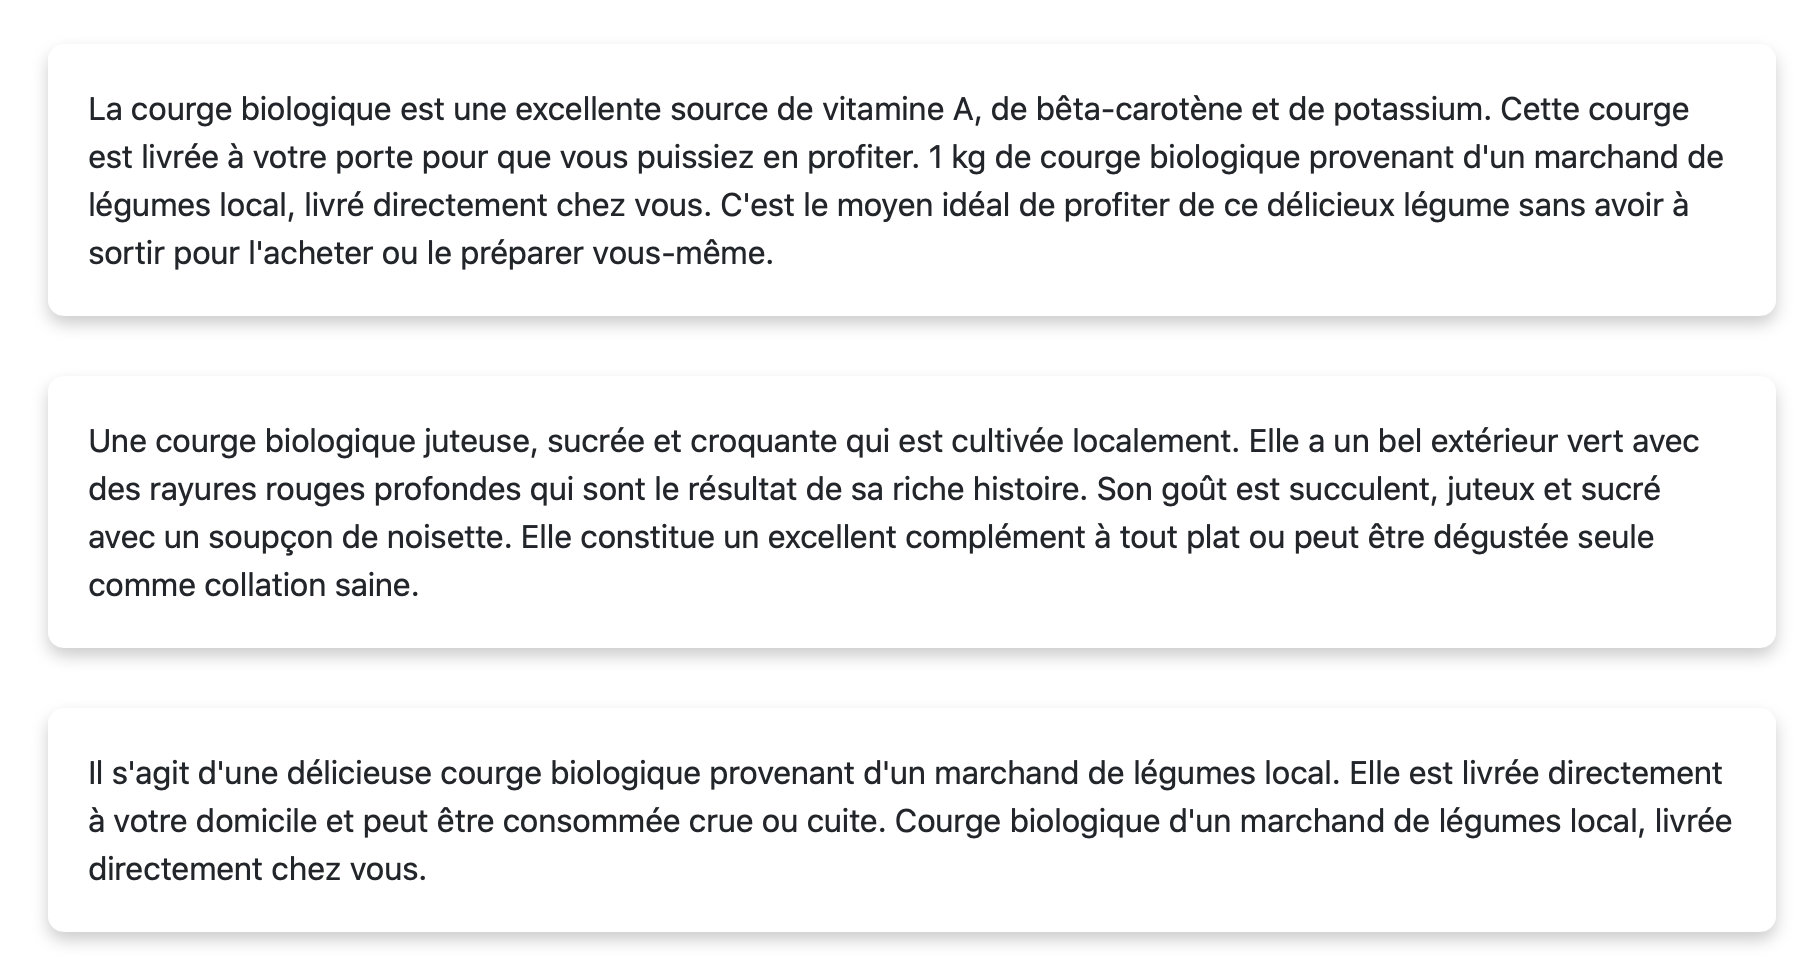 La courge biologique est une excellente source de vitamine A, de bêta-carotène et de potassium. Cette courge
est livrée à votre porte pour que vous puissiez en profiter. 1 kg de courge biologique provenant d'un marchand de
légumes local, livré directement chez vous. C'est le moyen idéal de profiter de ce délicieux légume sans avoir à
sortir pour l'acheter ou le préparer vous-même.
Une courge biologique juteuse, sucrée et croquante qui est cultivée localement. Elle a un bel extérieur vert avec
des rayures rouges profondes qui sont le résultat de sa riche histoire. Son goût est succulent, juteux et sucré
avec un soupçon de noisette. Elle constitue un excellent complément à tout plat ou peut être dégustée seule
comme collation saine.
Il s'agit d'une délicieuse courge biologique provenant d'un marchand de légumes local. Elle est livrée directement
à votre domicile et peut être consommée crue ou cuite. Courge biologique d'un marchand de légumes local, livrée
directement chez vous.